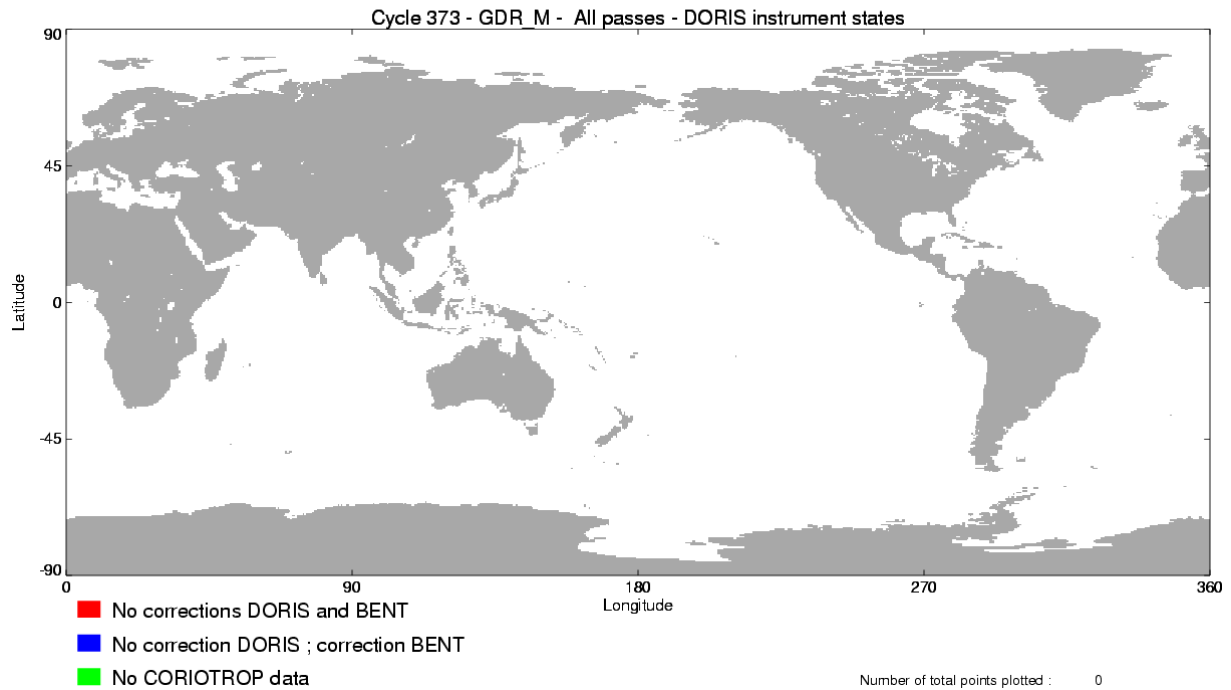 Cycle 373 - GDR_M - All passes - DORIS instrument states
90
45
Latitude
0
-45
-90
0 90 180 270 360
Longitude
No corrections DORIS and BENT
No correction DORIS ; correction BENT
No CORIOTROP data
Number of total points plotted : 0